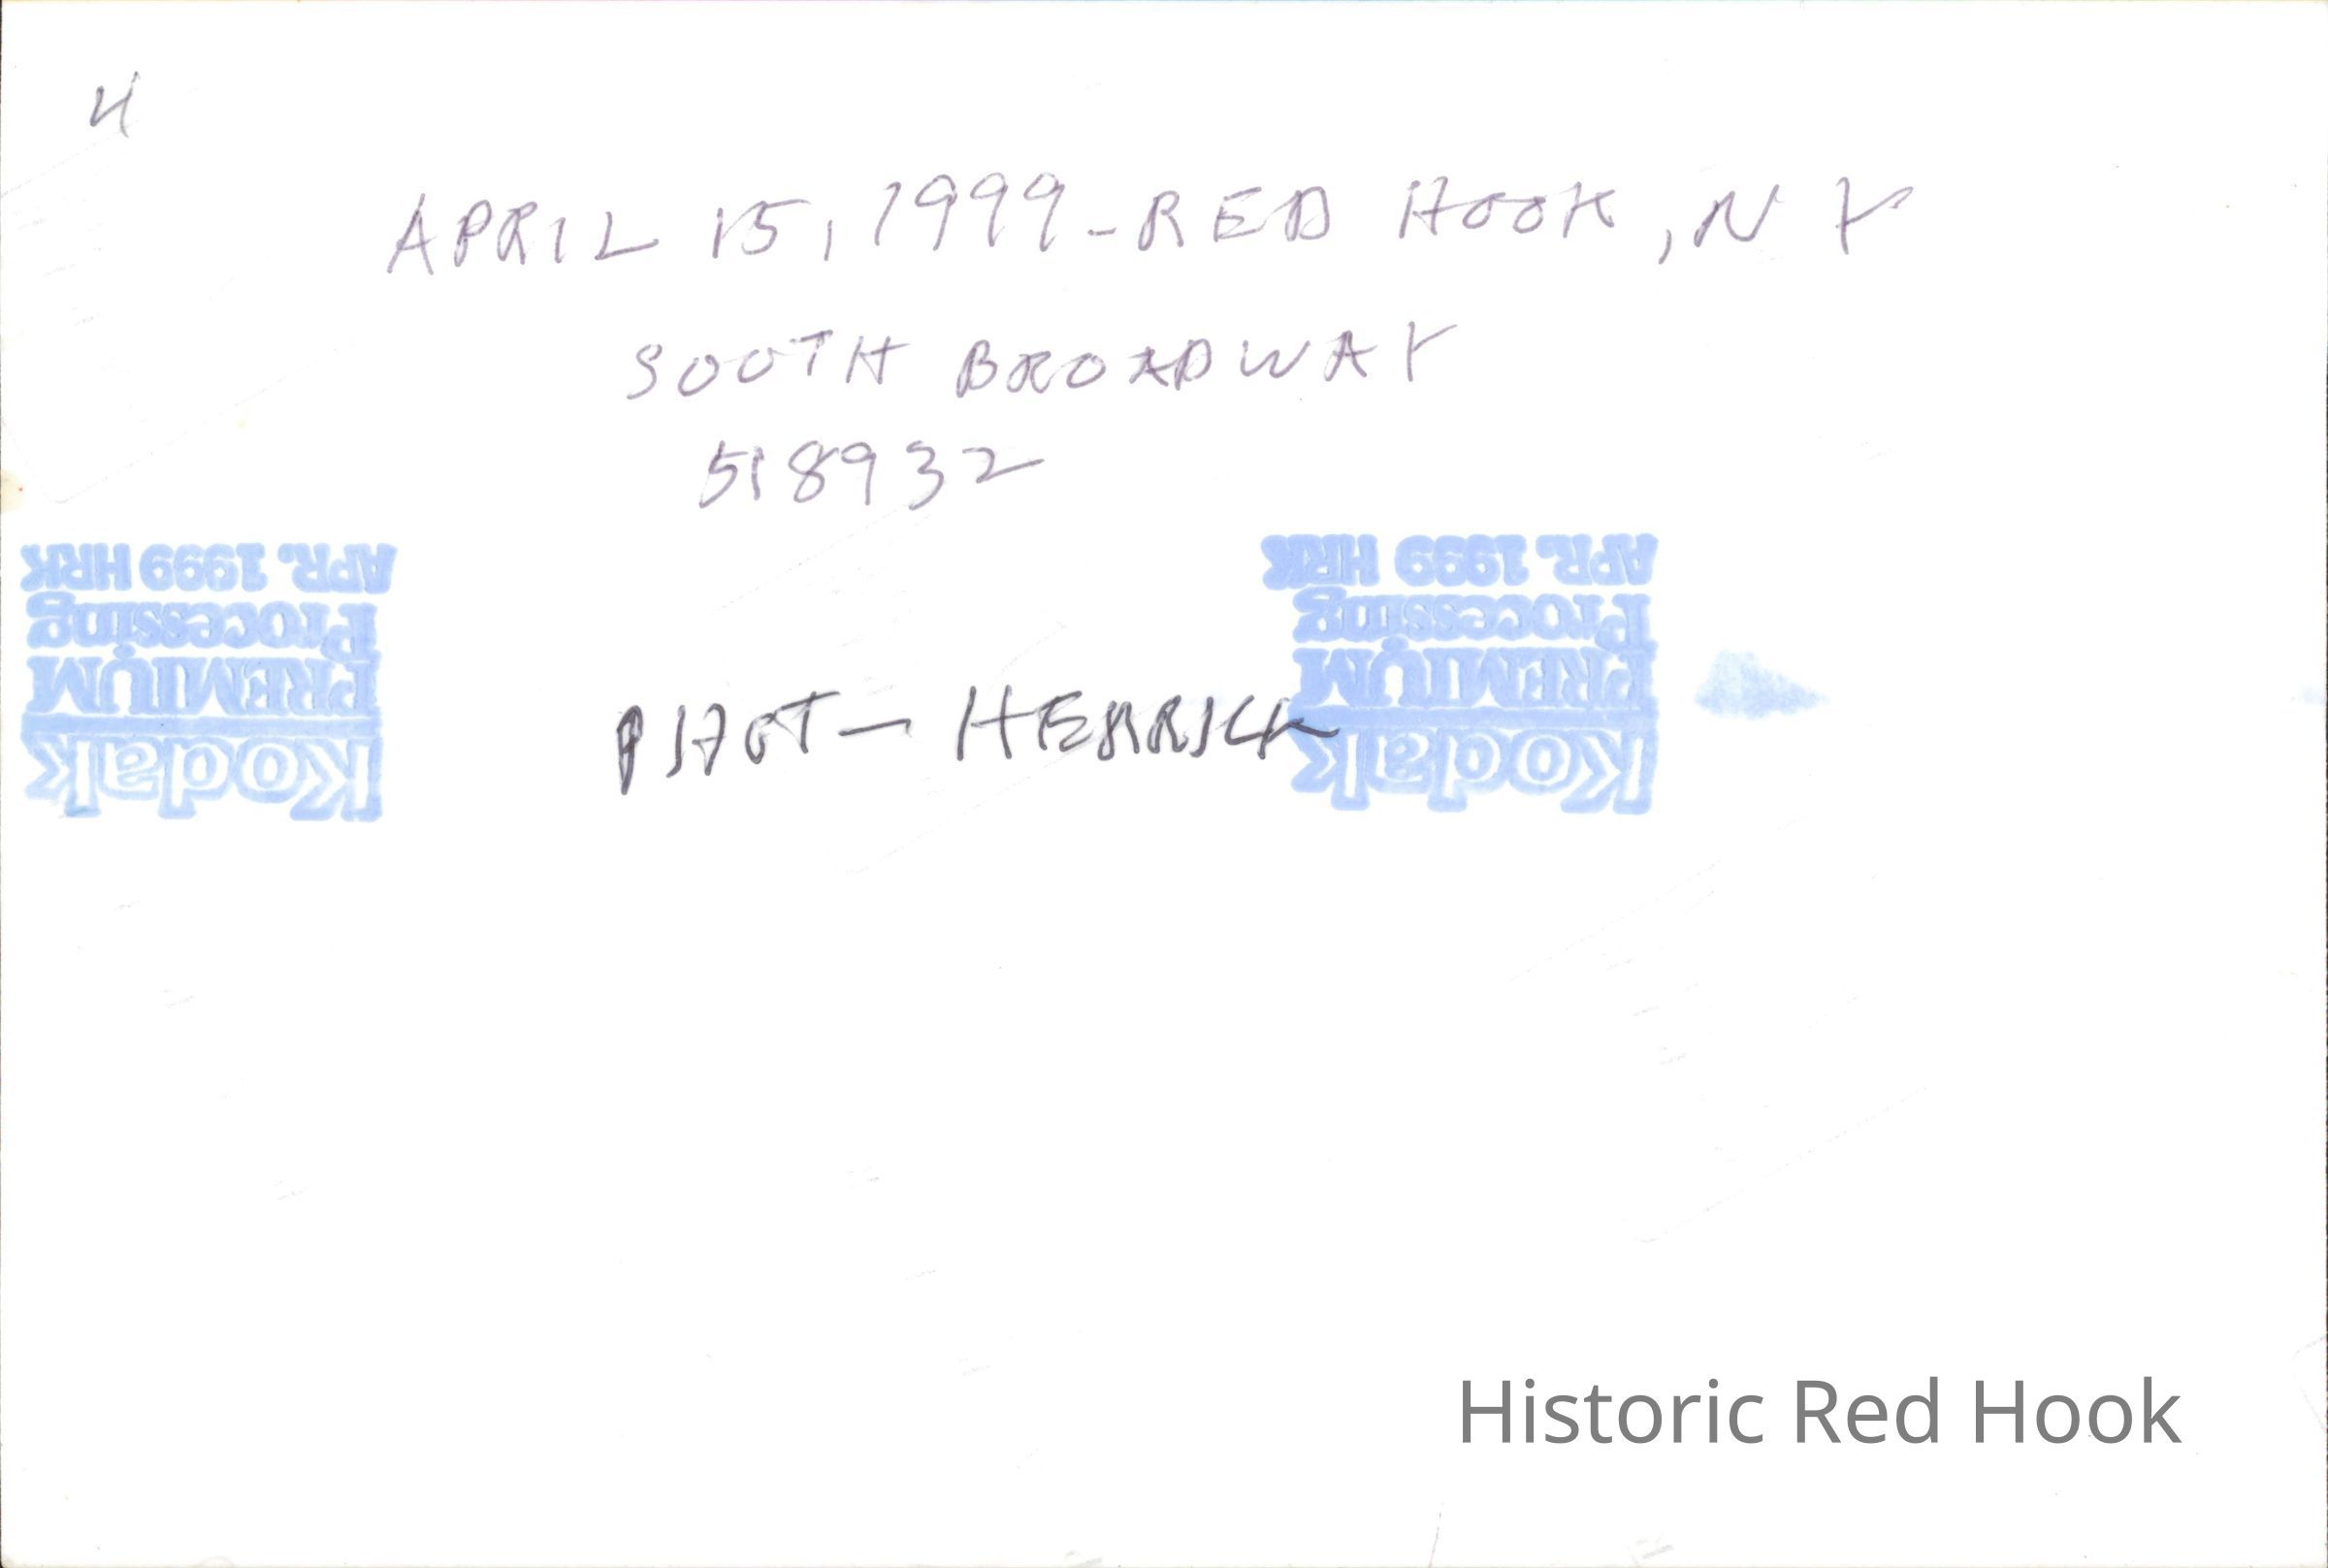 4
APRIL 15, 1999 - RED HOOK, NY
SOUTH BROADWAY
518932
APR. 1999 HRK
Processing
PREMIUM
Kodak
APR. 1999 HRK
Processing
PREMIUM
Kodak
PHOT - HERRICK
Historic Red Hook